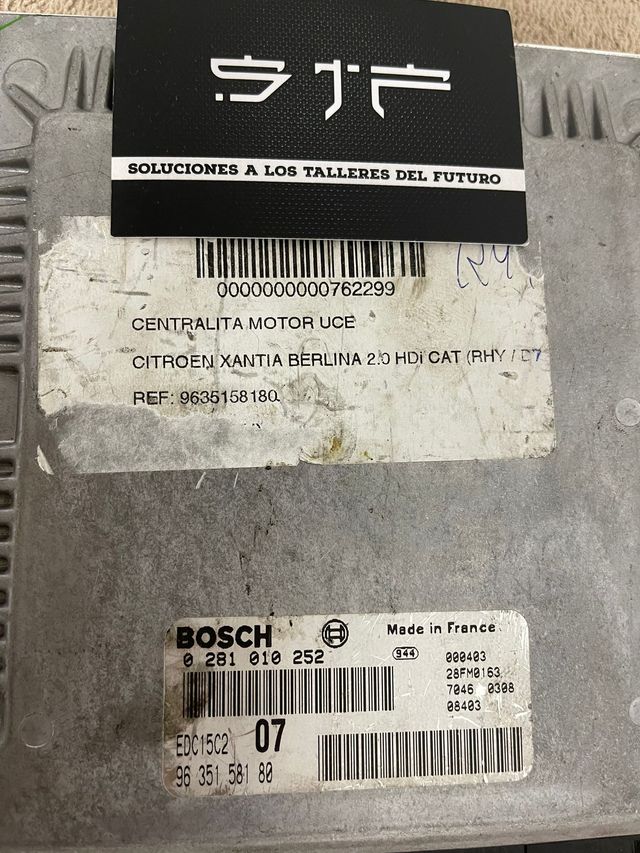 STF
SOLUCIONES A LOS TALLERES DEL FUTURO
0000000000762299
CENTRALITA MOTOR UCE
CITROEN XANTIA BERLINA 2.0 HDi CAT (RHY /
REF: 9635158180.
BOSCH
Made in France
0 281 010 252
944
000403
28FM0163
7046 0308
08403
EDC15C2 07
96 351 581 80